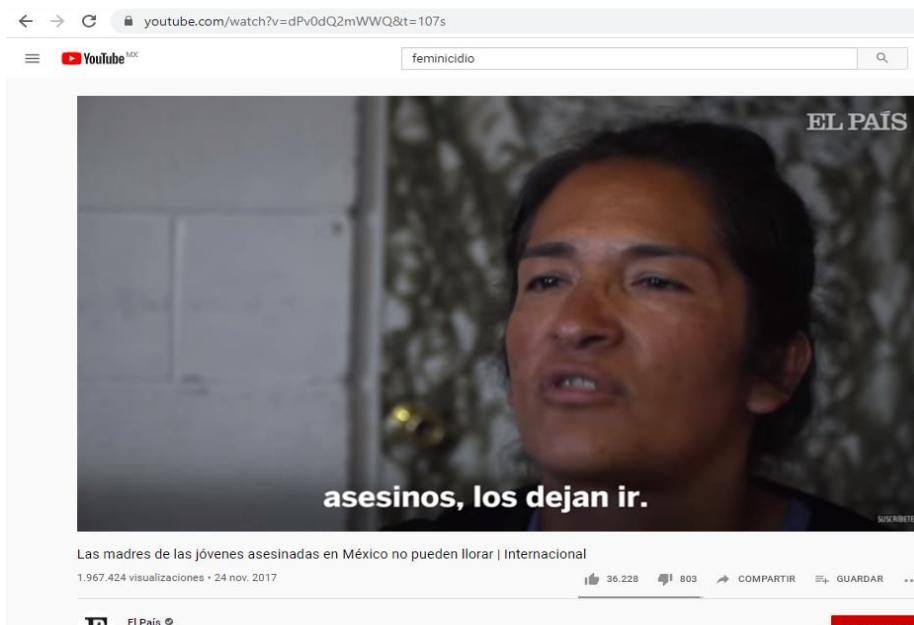 youtube.com/watch?v=dPv0dQ2mWWQ&t=107s
YouTube MX
feminicidio
EL PAÍS
asesinos, los dejan ir.
SUSCRÍBETE
Las madres de las jóvenes asesinadas en México no pueden llorar | Internacional
1.967.424 visualizaciones • 24 nov. 2017 36.228 803 COMPARTIR GUARDAR ...
El País